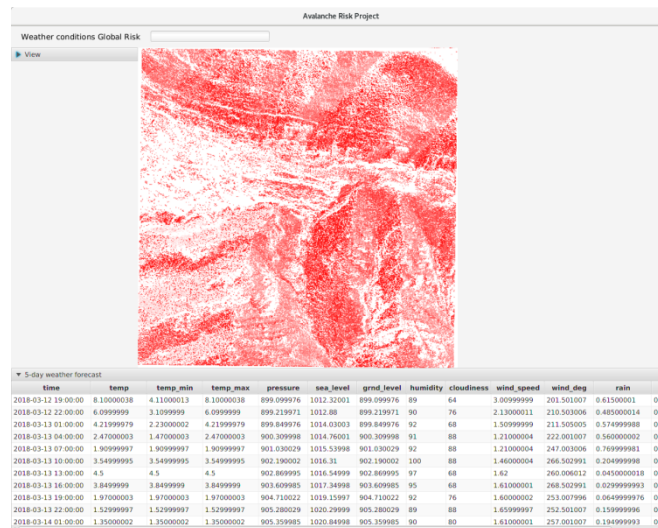 Avalanche Risk Project
Weather conditions Global Risk
View
5-day weather forecast
time temp temp_min temp_max pressure sea_level grnd_level humidity cloudiness wind_speed wind_deg rain
2018-03-12 19:00:00 8.10000038 4.11000013 8.10000038 899.099976 1012.32001 899.099976 89 64 3.00999999 201.501007 0.61500001 0
2018-03-12 22:00:00 6.0999999 3.1099999 6.0999999 899.219971 1012.88 899.219971 90 76 2.13000011 210.503006 0.485000014 0
2018-03-13 01:00:00 4.21999979 2.23000002 4.21999979 899.849976 1014.03003 899.849976 92 68 1.50999999 211.505005 0.574999988 0
2018-03-13 04:00:00 2.47000003 1.47000003 2.47000003 900.309998 1014.76001 900.309998 91 88 1.21000004 222.001007 0.560000002 0
2018-03-13 07:00:00 1.90999997 1.90999997 1.90999997 901.030029 1015.53998 901.030029 92 88 1.21000004 247.003006 0.769999981 0
2018-03-13 10:00:00 3.54999995 3.54999995 3.54999995 902.190002 1016.31 902.190002 100 88 1.46000004 266.502991 0.204999998 0
2018-03-13 13:00:00 4.5 4.5 4.5 902.869995 1016.54999 902.869995 97 68 1.62 260.006012 0.0450000018 0
2018-03-13 16:00:00 3.8499999 3.8499999 3.8499999 903.609985 1017.34998 903.609985 95 68 1.61000001 268.502991 0.0299999993 0
2018-03-13 19:00:00 1.97000003 1.97000003 1.97000003 904.710022 1019.15997 904.710022 92 76 1.60000002 253.007996 0.0649999976 0
2018-03-13 22:00:00 1.52999997 1.52999997 1.52999997 905.280029 1020.29999 905.280029 89 88 1.65999997 251.501007 0.159999996 0
2018-03-14 01:00:00 1.35000002 1.35000002 1.35000002 905.359985 1020.84998 905.359985 90 80 1.61000001 257.001007 0.194999993 0